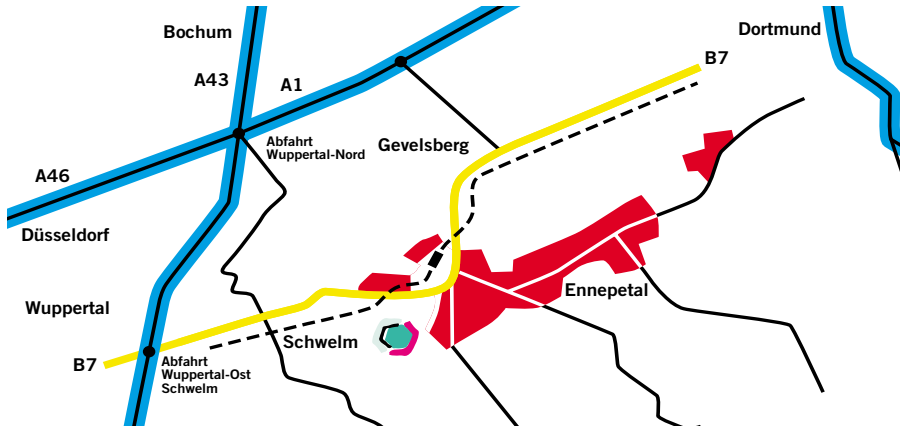 Bochum
Dortmund
B7
A43
A1
Abfahrt
Wuppertal-Nord
Gevelsberg
A46
Düsseldorf
Ennepetal
Wuppertal
Schwelm
B7
Abfahrt
Wuppertal-Ost
Schwelm